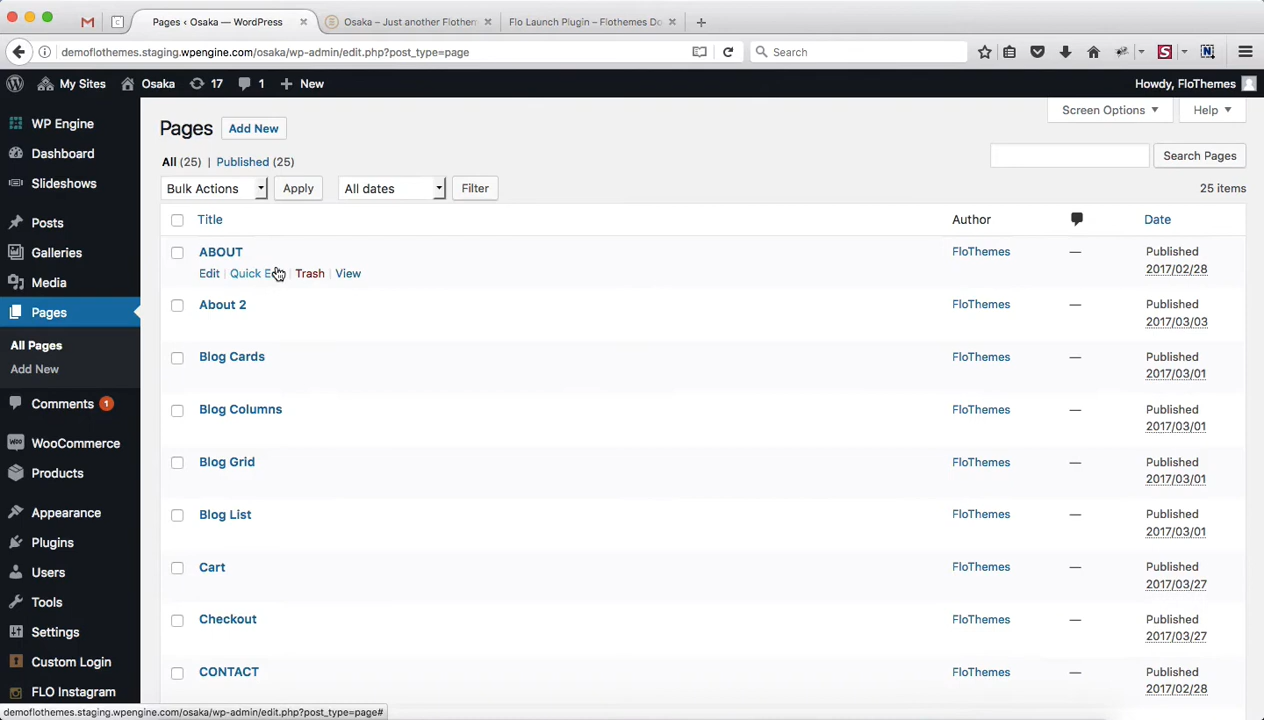 Pages ‹ Osaka — WordPress
Osaka – Just another Flothem
Flo Launch Plugin – Flothemes Do
demoflothemes.staging.wpengine.com/osaka/wp-admin/edit.php?post_type=page
Search
My Sites
Osaka
17
1
New
Howdy, FloThemes
WP Engine
Dashboard
Slideshows
Posts
Galleries
Media
Pages
All Pages
Add New
Comments 1
WooCommerce
Products
Appearance
Plugins
Users
Tools
Settings
Custom Login
FLO Instagram
Screen Options
Help
Pages
Add New
All (25) | Published (25)
Search Pages
Bulk Actions
Apply
All dates
Filter
25 items
Title
Author
Date
ABOUT
FloThemes
—
Published
2017/02/28
Edit | Quick | Trash | View
About 2
FloThemes
—
Published
2017/03/03
Blog Cards
FloThemes
—
Published
2017/03/01
Blog Columns
FloThemes
—
Published
2017/03/01
Blog Grid
FloThemes
—
Published
2017/03/01
Blog List
FloThemes
—
Published
2017/03/01
Cart
FloThemes
—
Published
2017/03/27
Checkout
FloThemes
—
Published
2017/03/27
CONTACT
FloThemes
—
Published
2017/02/28
demoflothemes.staging.wpengine.com/osaka/wp-admin/edit.php?post_type=page#